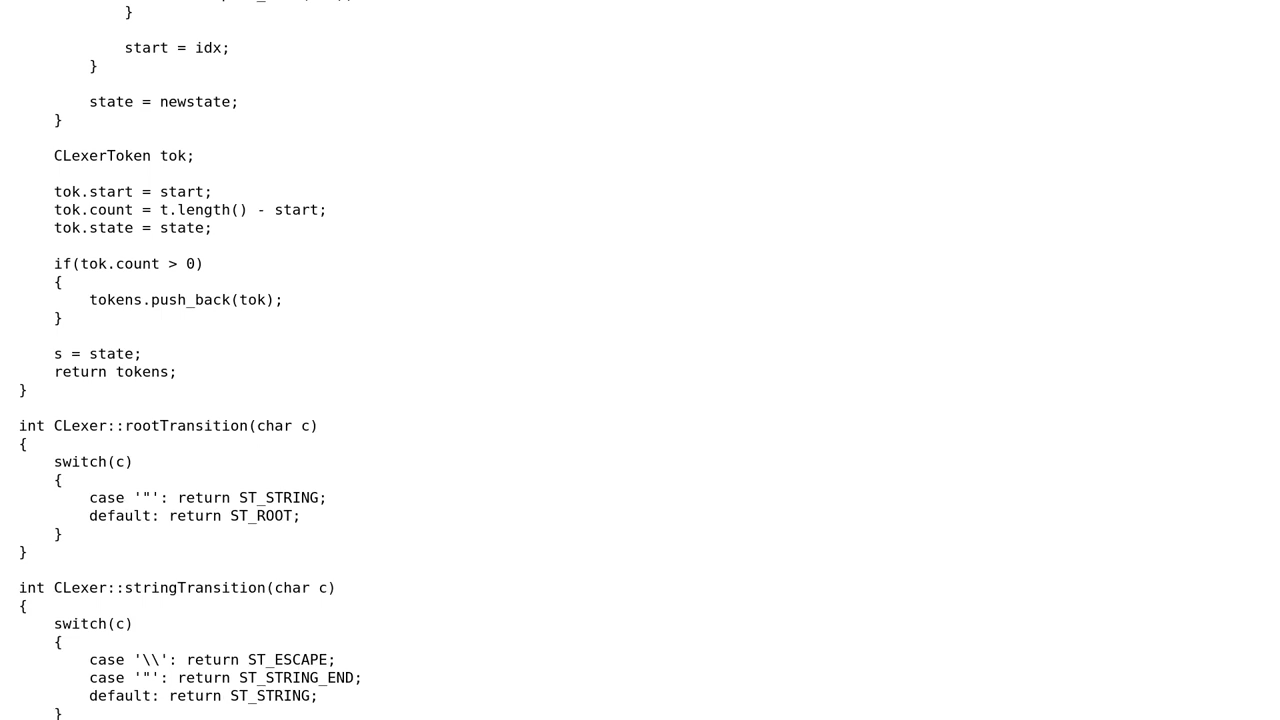 }

            start = idx;
        }

        state = newstate;
    }

    CLexerToken tok;

    tok.start = start;
    tok.count = t.length() - start;
    tok.state = state;

    if(tok.count > 0)
    {
        tokens.push_back(tok);
    }

    s = state;
    return tokens;
}

int CLexer::rootTransition(char c)
{
    switch(c)
    {
        case '"': return ST_STRING;
        default: return ST_ROOT;
    }
}

int CLexer::stringTransition(char c)
{
    switch(c)
    {
        case '\\': return ST_ESCAPE;
        case '"': return ST_STRING_END;
        default: return ST_STRING;
    }